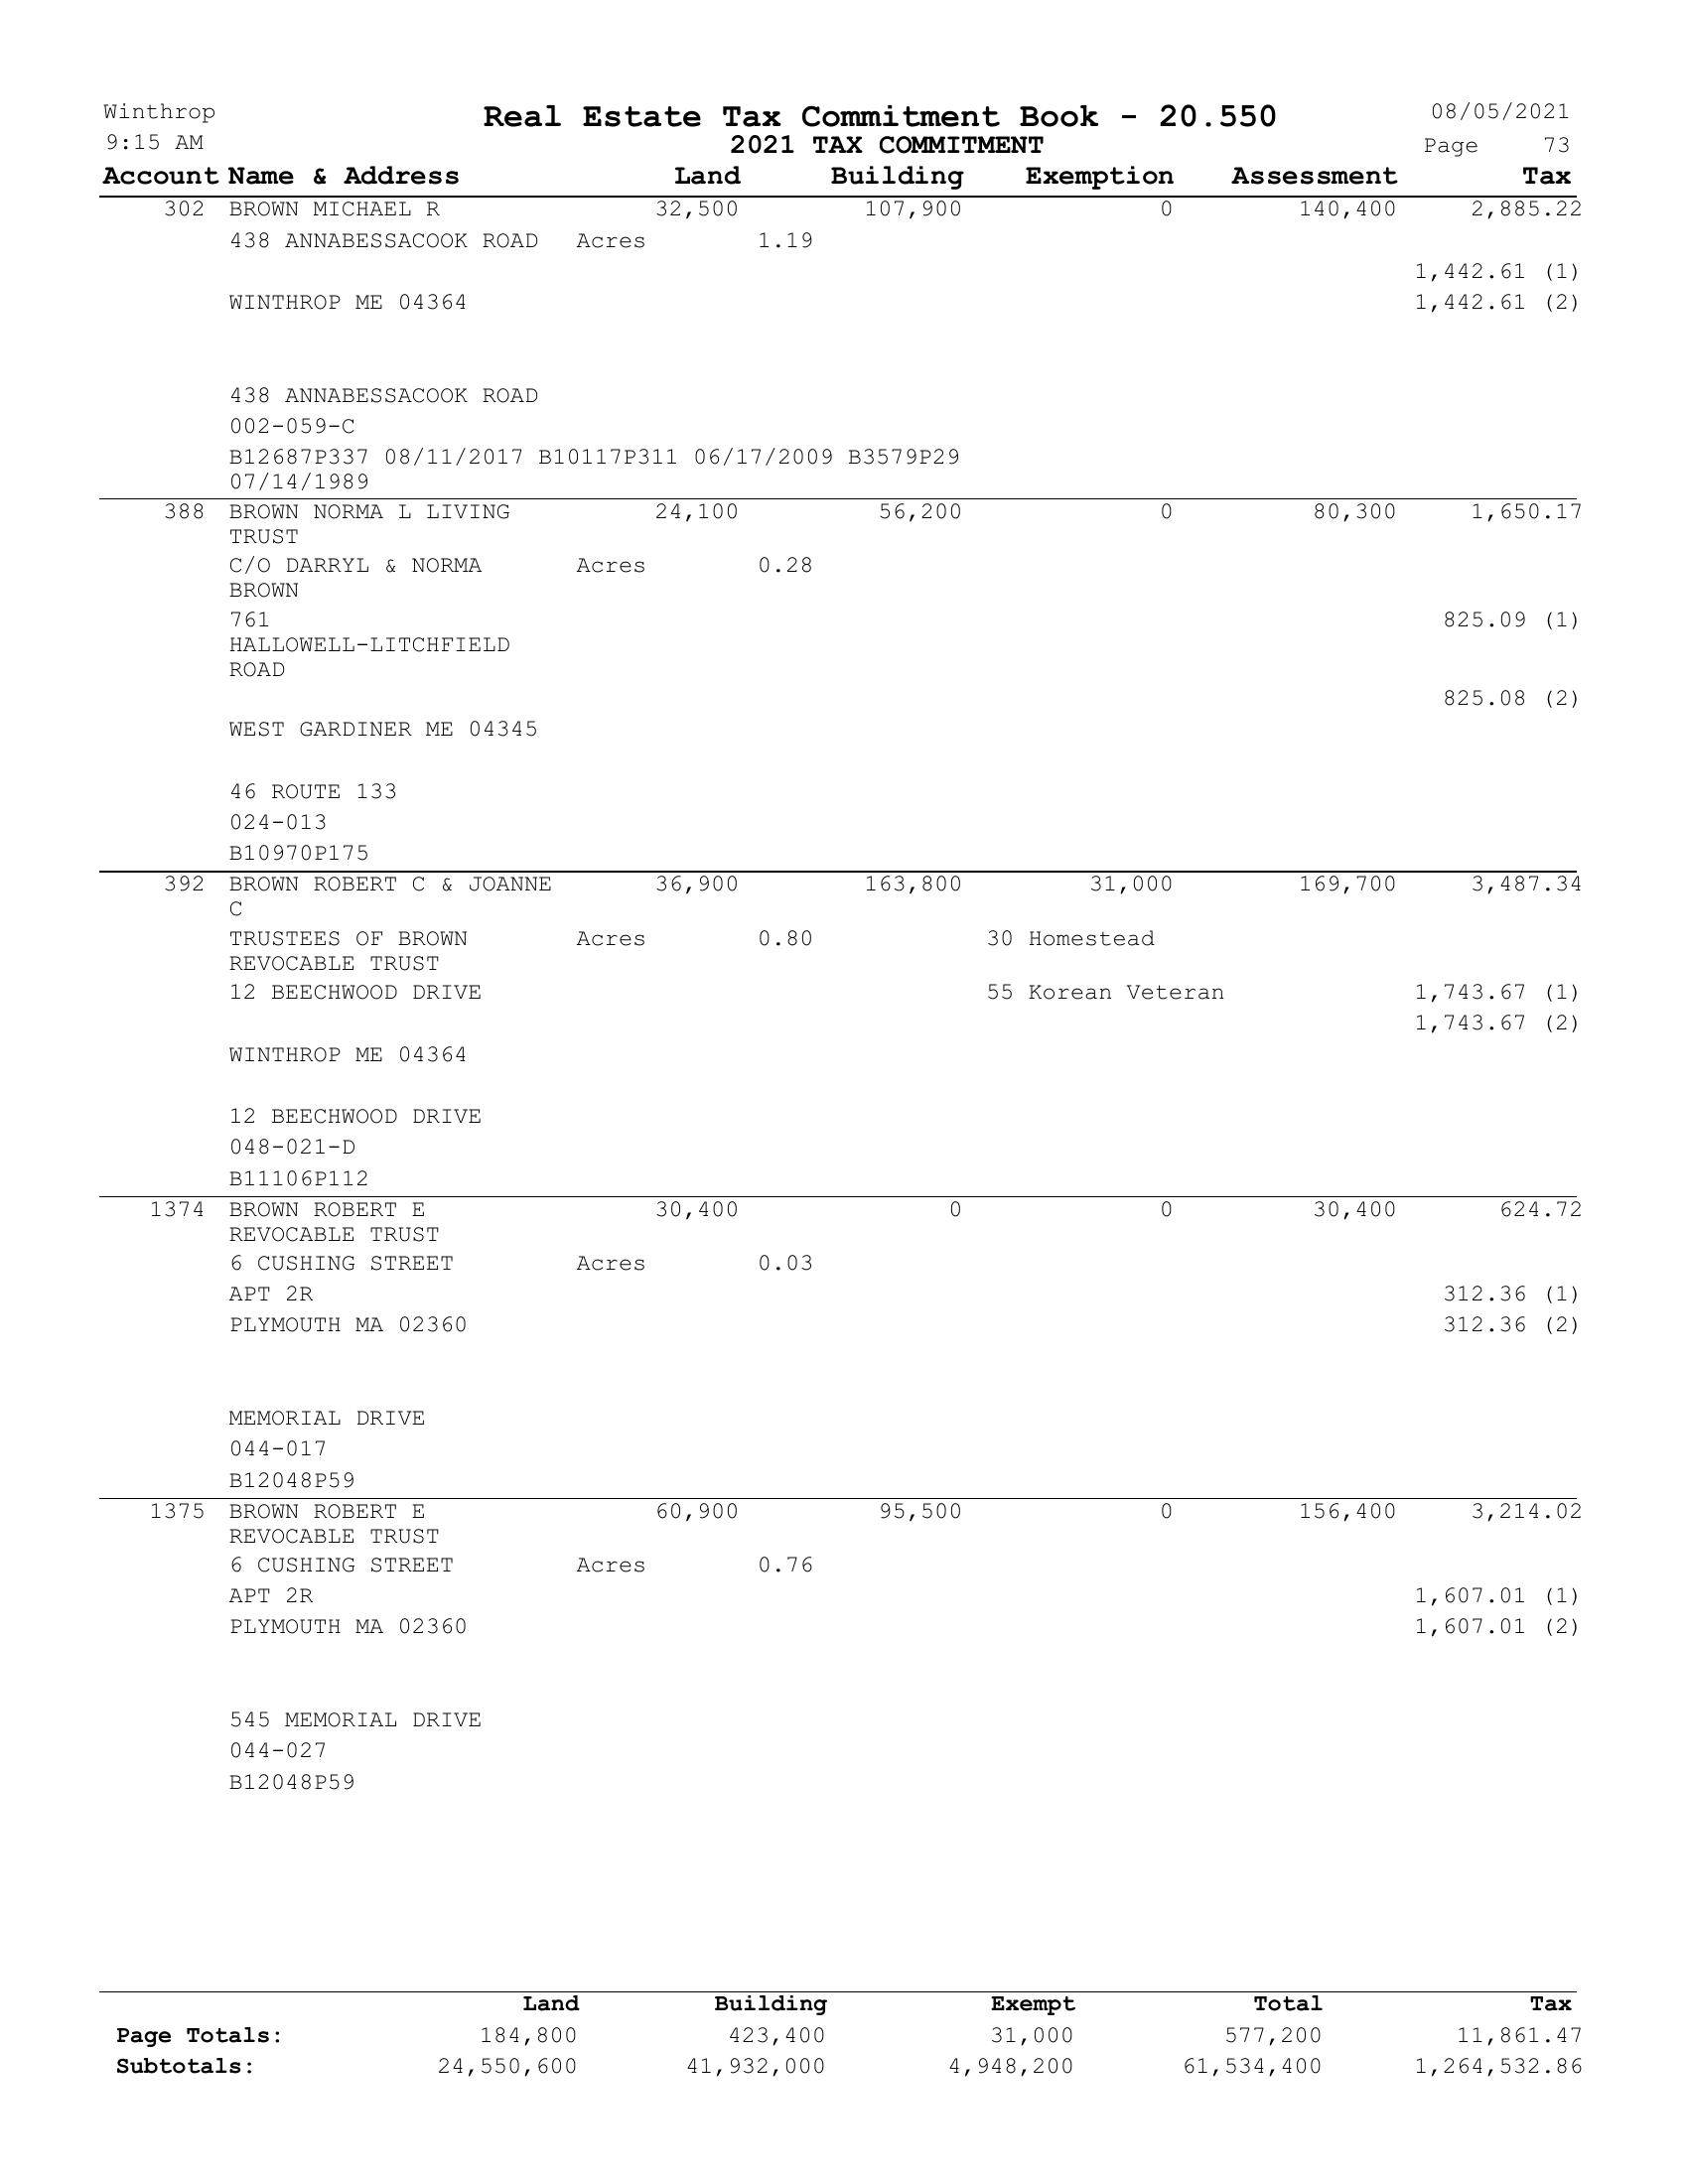 Winthrop Real Estate Tax Commitment Book - 20.550 08/05/2021
9:15 AM 2021 TAX COMMITMENT Page 73
Account Name & Address Land Building Exemption Assessment Tax
302 BROWN MICHAEL R 32,500 107,900 0 140,400 2,885.22
438 ANNABESSACOOK ROAD Acres 1.19
1,442.61 (1)
WINTHROP ME 04364 1,442.61 (2)
438 ANNABESSACOOK ROAD
002-059-C
B12687P337 08/11/2017 B10117P311 06/17/2009 B3579P29
07/14/1989
388 BROWN NORMA L LIVING 24,100 56,200 0 80,300 1,650.17
TRUST
C/O DARRYL & NORMA Acres 0.28
BROWN
761 825.09 (1)
HALLOWELL-LITCHFIELD
ROAD
825.08 (2)
WEST GARDINER ME 04345
46 ROUTE 133
024-013
B10970P175
392 BROWN ROBERT C & JOANNE 36,900 163,800 31,000 169,700 3,487.34
C
TRUSTEES OF BROWN Acres 0.80 30 Homestead
REVOCABLE TRUST
12 BEECHWOOD DRIVE 55 Korean Veteran 1,743.67 (1)
1,743.67 (2)
WINTHROP ME 04364
12 BEECHWOOD DRIVE
048-021-D
B11106P112
1374 BROWN ROBERT E 30,400 0 0 30,400 624.72
REVOCABLE TRUST
6 CUSHING STREET Acres 0.03
APT 2R 312.36 (1)
PLYMOUTH MA 02360 312.36 (2)
MEMORIAL DRIVE
044-017
B12048P59
1375 BROWN ROBERT E 60,900 95,500 0 156,400 3,214.02
REVOCABLE TRUST
6 CUSHING STREET Acres 0.76
APT 2R 1,607.01 (1)
PLYMOUTH MA 02360 1,607.01 (2)
545 MEMORIAL DRIVE
044-027
B12048P59
Land Building Exempt Total Tax
Page Totals: 184,800 423,400 31,000 577,200 11,861.47
Subtotals: 24,550,600 41,932,000 4,948,200 61,534,400 1,264,532.86